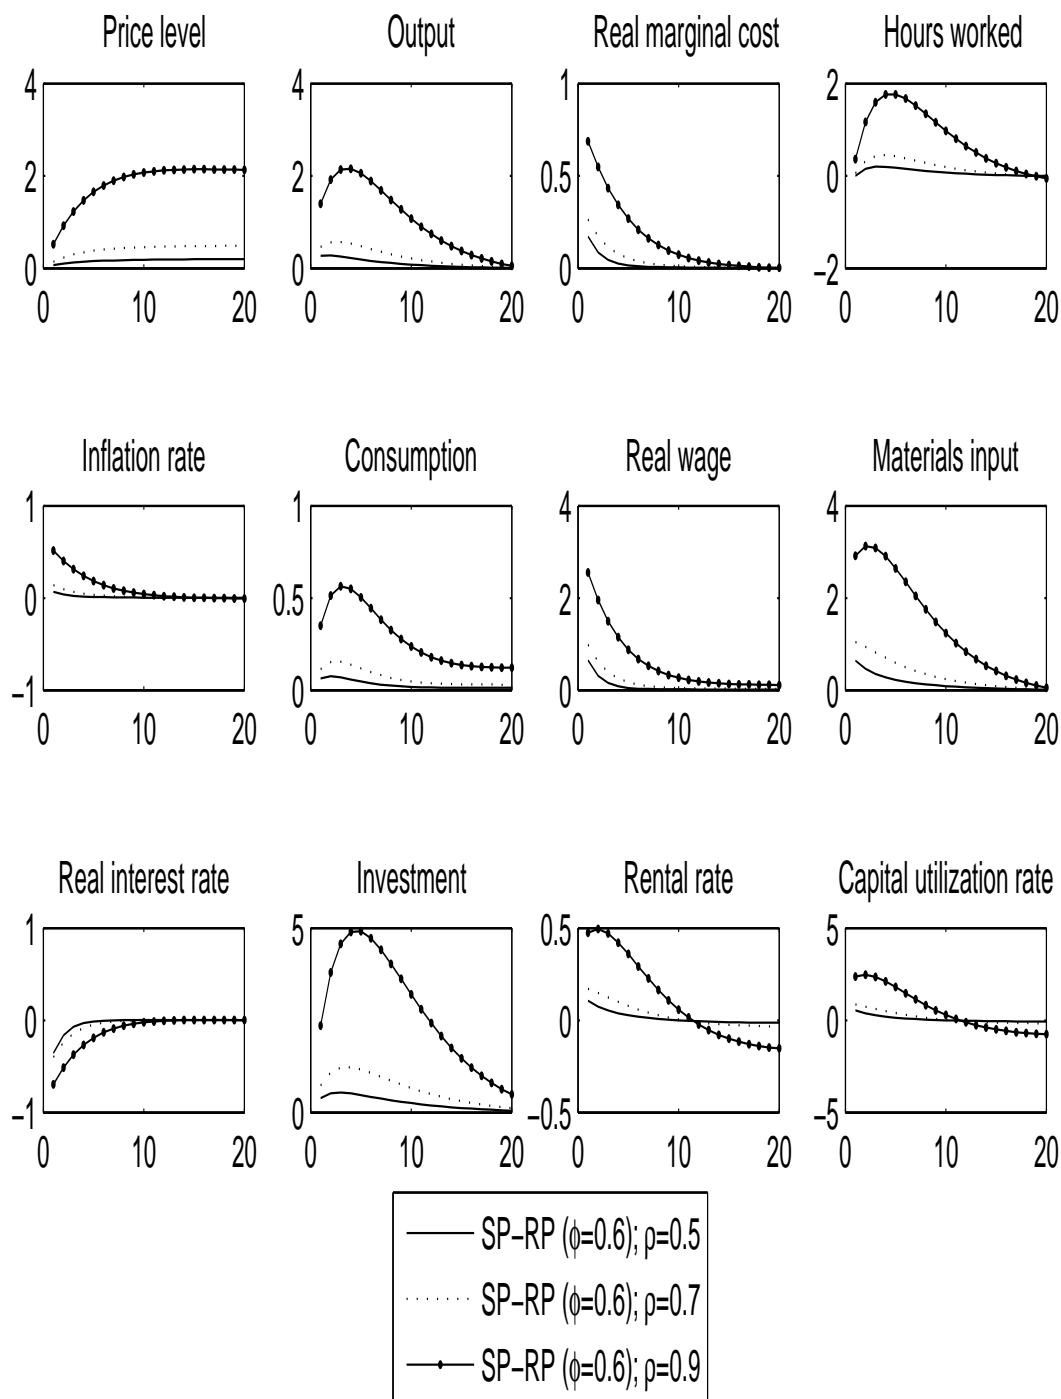 Price level
Output
Real marginal cost
Hours worked
4
2
0
0 10 20
4
2
0
0 10 20
1
0.5
0
0 10 20
2
0
−2
0 10 20
Inflation rate
Consumption
Real wage
Materials input
1
0
−1
0 10 20
1
0.5
0
0 10 20
4
2
0
0 10 20
4
2
0
0 10 20
Real interest rate
Investment
Rental rate
Capital utilization rate
1
0
−1
0 10 20
5
0
0 10 20
0.5
0
−0.5
0 10 20
5
0
−5
0 10 20
SP−RP (ϕ=0.6); ρ=0.5
SP−RP (ϕ=0.6); ρ=0.7
SP−RP (ϕ=0.6); ρ=0.9